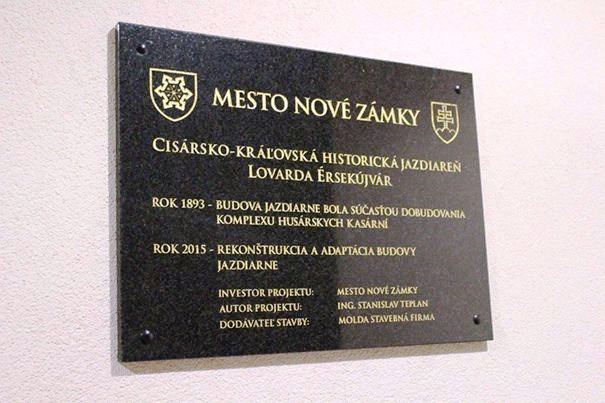 MESTO NOVÉ ZÁMKY
CISÁRSKO-KRÁĽOVSKÁ HISTORICKÁ JAZDIAREŇ
LOVARDA ÉRSEKÚJVÁR
ROK 1893 - BUDOVA JAZDIARNE BOLA SÚČASŤOU DOBUDOVANIA
KOMPLEXU HUSÁRSKYCH KASÁRNÍ
ROK 2015 - REKONŠTRUKCIA A ADAPTÁCIA BUDOVY
JAZDIARNE
INVESTOR PROJEKTU: MESTO NOVÉ ZÁMKY
AUTOR PROJEKTU: ING. STANISLAV TEPLAN
DODÁVATEĽ STAVBY: MOLDA STAVEBNÁ FIRMA